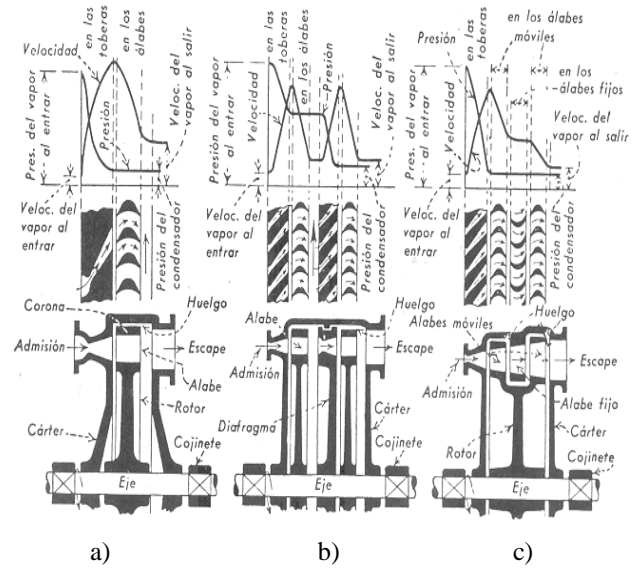 en las
toberas
en los
álabes
Velocidad
Presión
Pres. del vapor
al entrar
Veloc. del
vapor al salir
Veloc. del
vapor al
entrar
Presión del
condensador
Corona
Huelgo
Admisión
Escape
Alabe
Rotor
Cárter
Cojinete
Eje
a)
en las
toberas
en los
álabes
Presión
Velocidad
Presión del vapor
al entrar
Veloc. del
vapor al salir
Veloc. del
vapor al
entrar
Presión del
condensador
Alabe
Huelgo
Admisión
Escape
Diafragma
Cárter
Cojinete
Eje
b)
en las
toberas
en los álabes
móviles
Presión
en los
álabes fijos
Velocidad
Presión del vapor
al entrar
Veloc. del
vapor al salir
Veloc. del
vapor al
entrar
Presión del
condensador
Huelgo
Alabes móviles
Escape
Admisión
Alabe fijo
Rotor
Cárter
Cojinete
Eje
c)